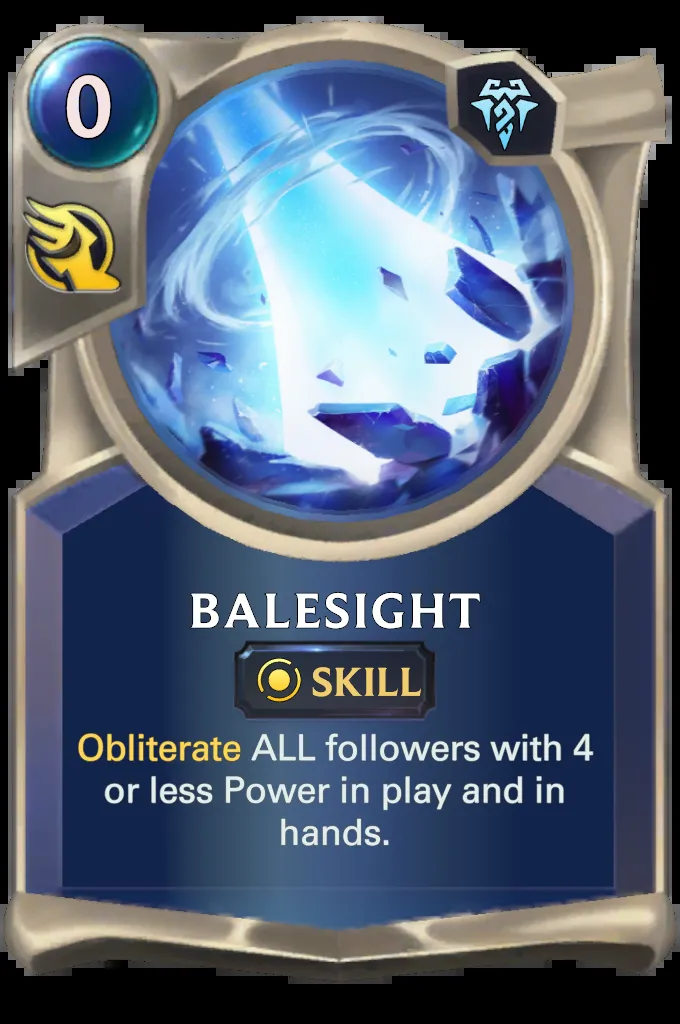 0
BALESIGHT
SKILL
Obliterate ALL followers with 4
or less Power in play and in
hands.